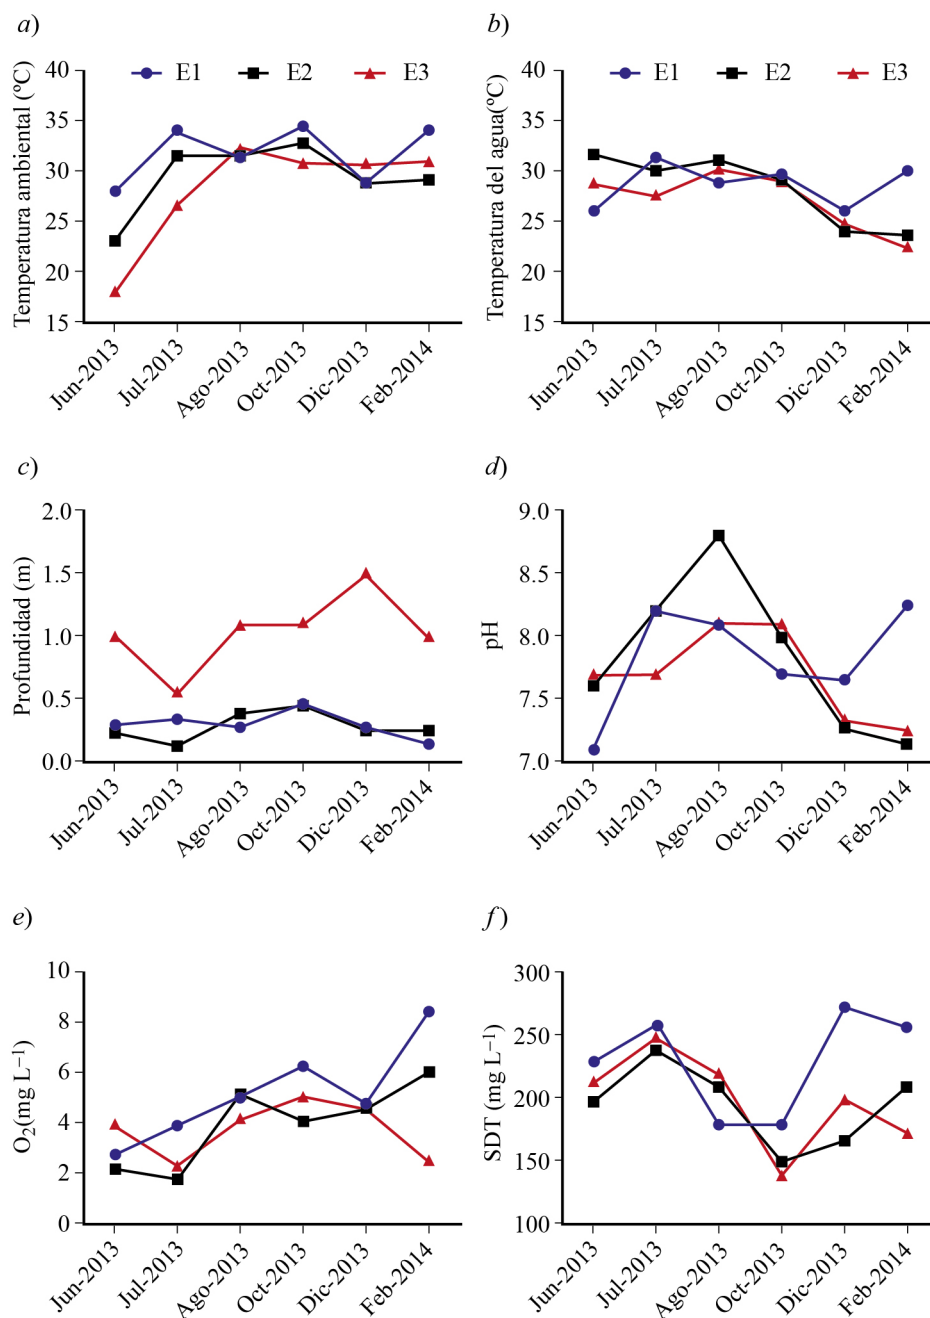 a)
b)
E1 E2 E3
E1 E2 E3
Temperatura ambiental (ºC)
40
35
30
25
20
15
Jun-2013
Jul-2013
Ago-2013
Oct-2013
Dic-2013
Feb-2014
Temperatura del agua(ºC)
40
35
30
25
20
15
Jun-2013
Jul-2013
Ago-2013
Oct-2013
Dic-2013
Feb-2014
c)
Profundidad (m)
2.0
1.5
1.0
0.5
0.0
Jun-2013
Jul-2013
Ago-2013
Oct-2013
Dic-2013
Feb-2014
d)
pH
9.0
8.5
8.0
7.5
7.0
Jun-2013
Jul-2013
Ago-2013
Oct-2013
Dic-2013
Feb-2014
e)
O₂(mg L⁻¹)
10
8
6
4
2
0
Jun-2013
Jul-2013
Ago-2013
Oct-2013
Dic-2013
Feb-2014
f)
SDT (mg L⁻¹)
300
250
200
150
100
Jun-2013
Jul-2013
Ago-2013
Oct-2013
Dic-2013
Feb-2014